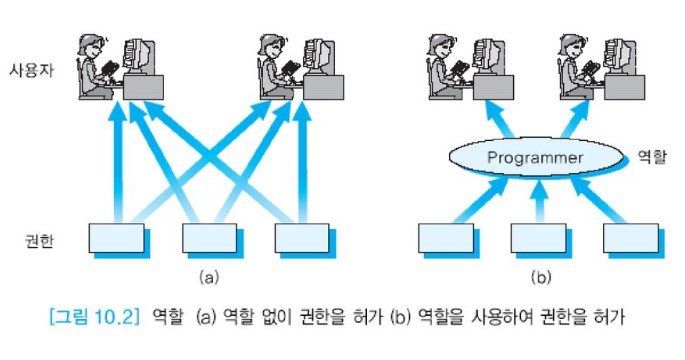 사용자
Programmer 역할
권한
(a) (b)
[그림 10.2] 역할 (a) 역할 없이 권한을 허가 (b) 역할을 사용하여 권한을 허가